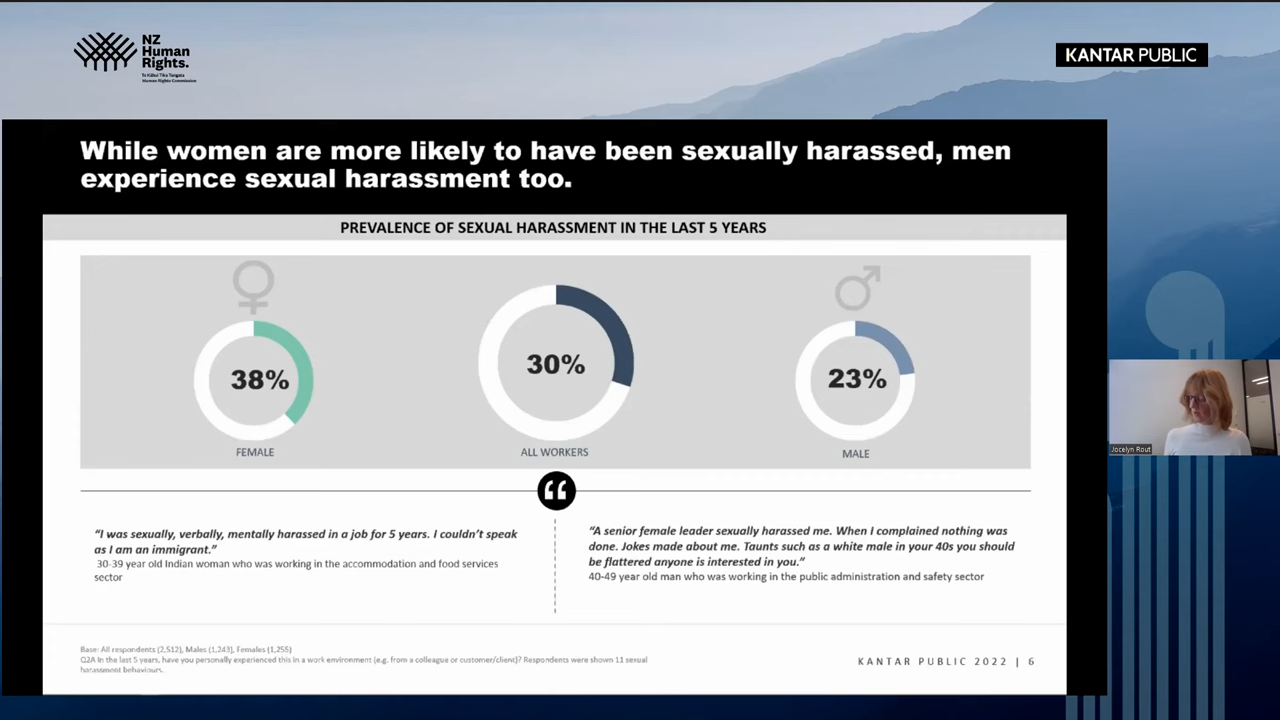 NZ
Human
Rights.
Te Kāhui Tika Tangata
Human Rights Commission
KANTAR PUBLIC
While women are more likely to have been sexually harassed, men
experience sexual harassment too.
PREVALENCE OF SEXUAL HARASSMENT IN THE LAST 5 YEARS
38%
30%
23%
FEMALE
ALL WORKERS
MALE
“I was sexually, verbally, mentally harassed in a job for 5 years. I couldn’t speak
as I am an immigrant.”
30-39 year old Indian woman who was working in the accommodation and food services
sector
“A senior female leader sexually harassed me. When I complained nothing was
done. Jokes made about me. Taunts such as a white male in your 40s you should
be flattered anyone is interested in you.”
40-49 year old man who was working in the public administration and safety sector
Base: All respondents (2,512), Males (1,243), Females (1,255)
Q2A In the last 5 years, have you personally experienced this in a work environment (e.g. from a colleague or customer/client)? Respondents were shown 11 sexual
harassment behaviours.
KANTAR PUBLIC 2022 | 6
Jocelyn Rout